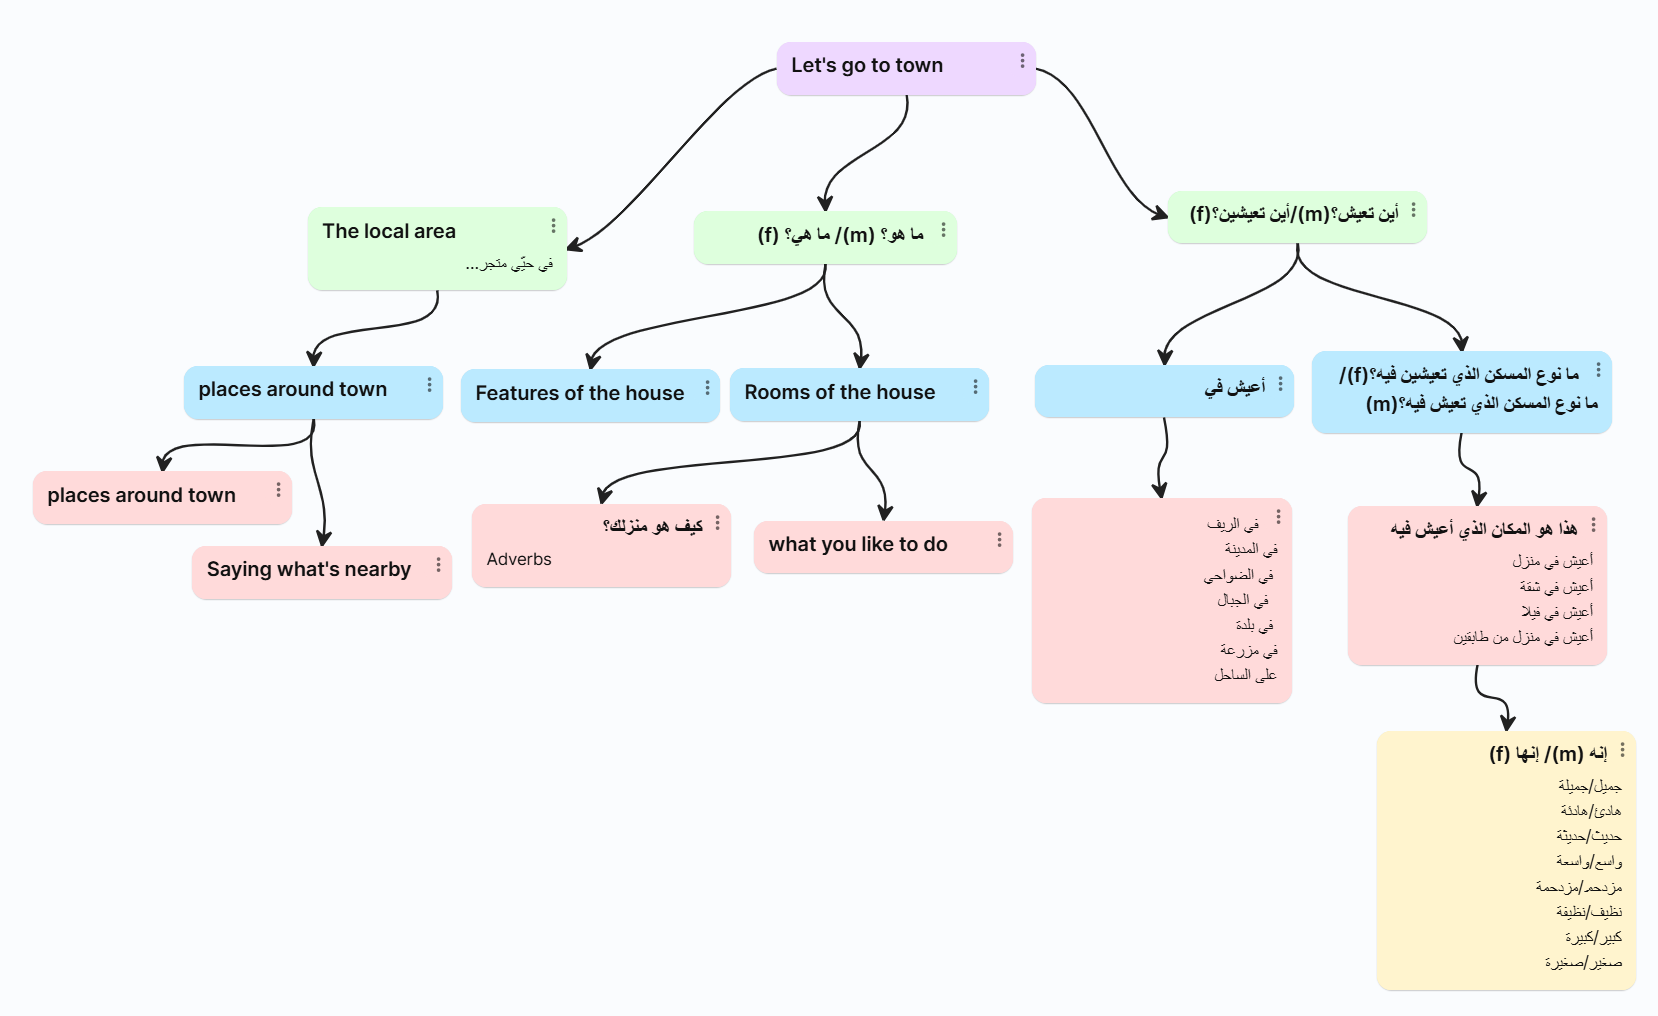 Let's go to town
The local area
في حيّي متجر...
ما هو؟ (m)/ ما هي؟ (f)
أين تعيش؟(m)/أين تعيشين؟(f)
places around town
Features of the house
Rooms of the house
أعيش في
ما نوع المسكن الذي تعيشين فيه؟(f)/
ما نوع المسكن الذي تعيش فيه؟(m)
places around town
Saying what's nearby
كيف هو منزلك؟
Adverbs
what you like to do
في الريف
في المدينة
في الضواحي
في الجبال
في بلدة
في مزرعة
على الساحل
هذا هو المكان الذي أعيش فيه
أعيش في منزل
أعيش في شقة
أعيش في فيلا
أعيش في منزل من طابقين
إنه (m)/ إنها (f)
جميل/جميلة
هادئ/هادئة
حديث/حديثة
واسع/واسعة
مزدحم/مزدحمة
نظيف/نظيفة
كبير/كبيرة
صغير/صغيرة